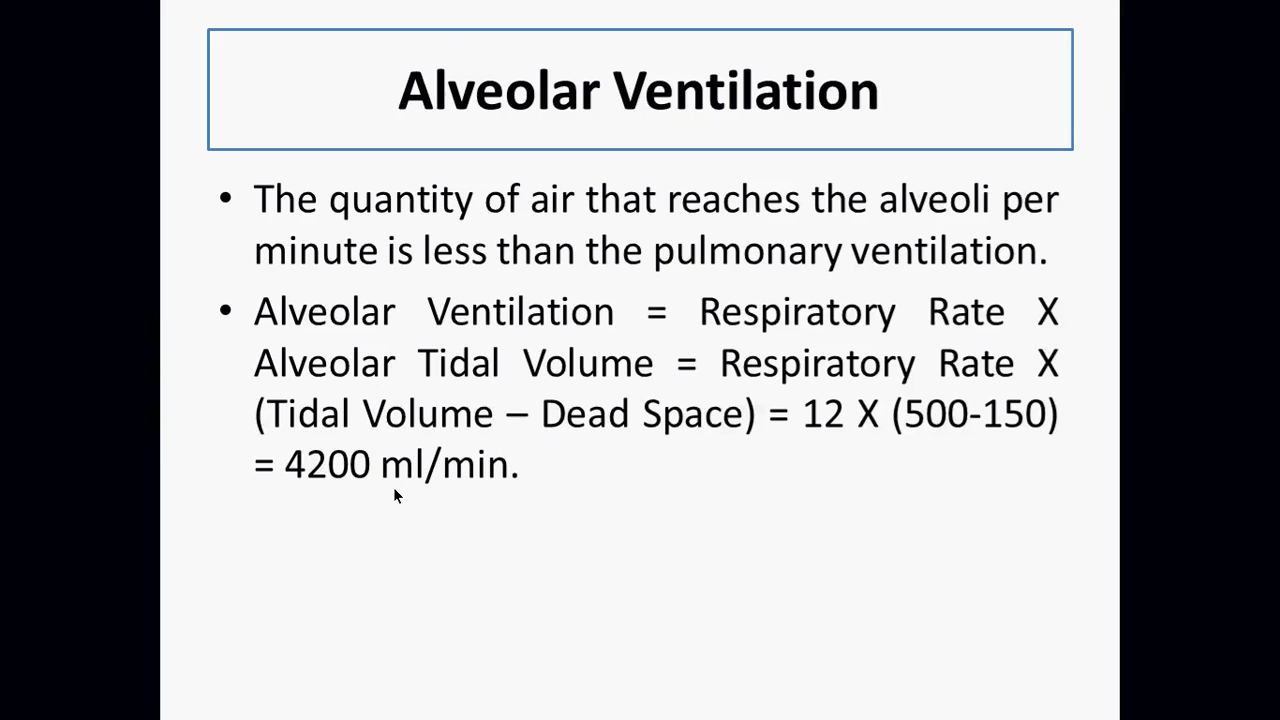 Alveolar Ventilation
• The quantity of air that reaches the alveoli per
minute is less than the pulmonary ventilation.
• Alveolar Ventilation = Respiratory Rate X
Alveolar Tidal Volume = Respiratory Rate X
(Tidal Volume – Dead Space) = 12 X (500-150)
= 4200 ml/min.